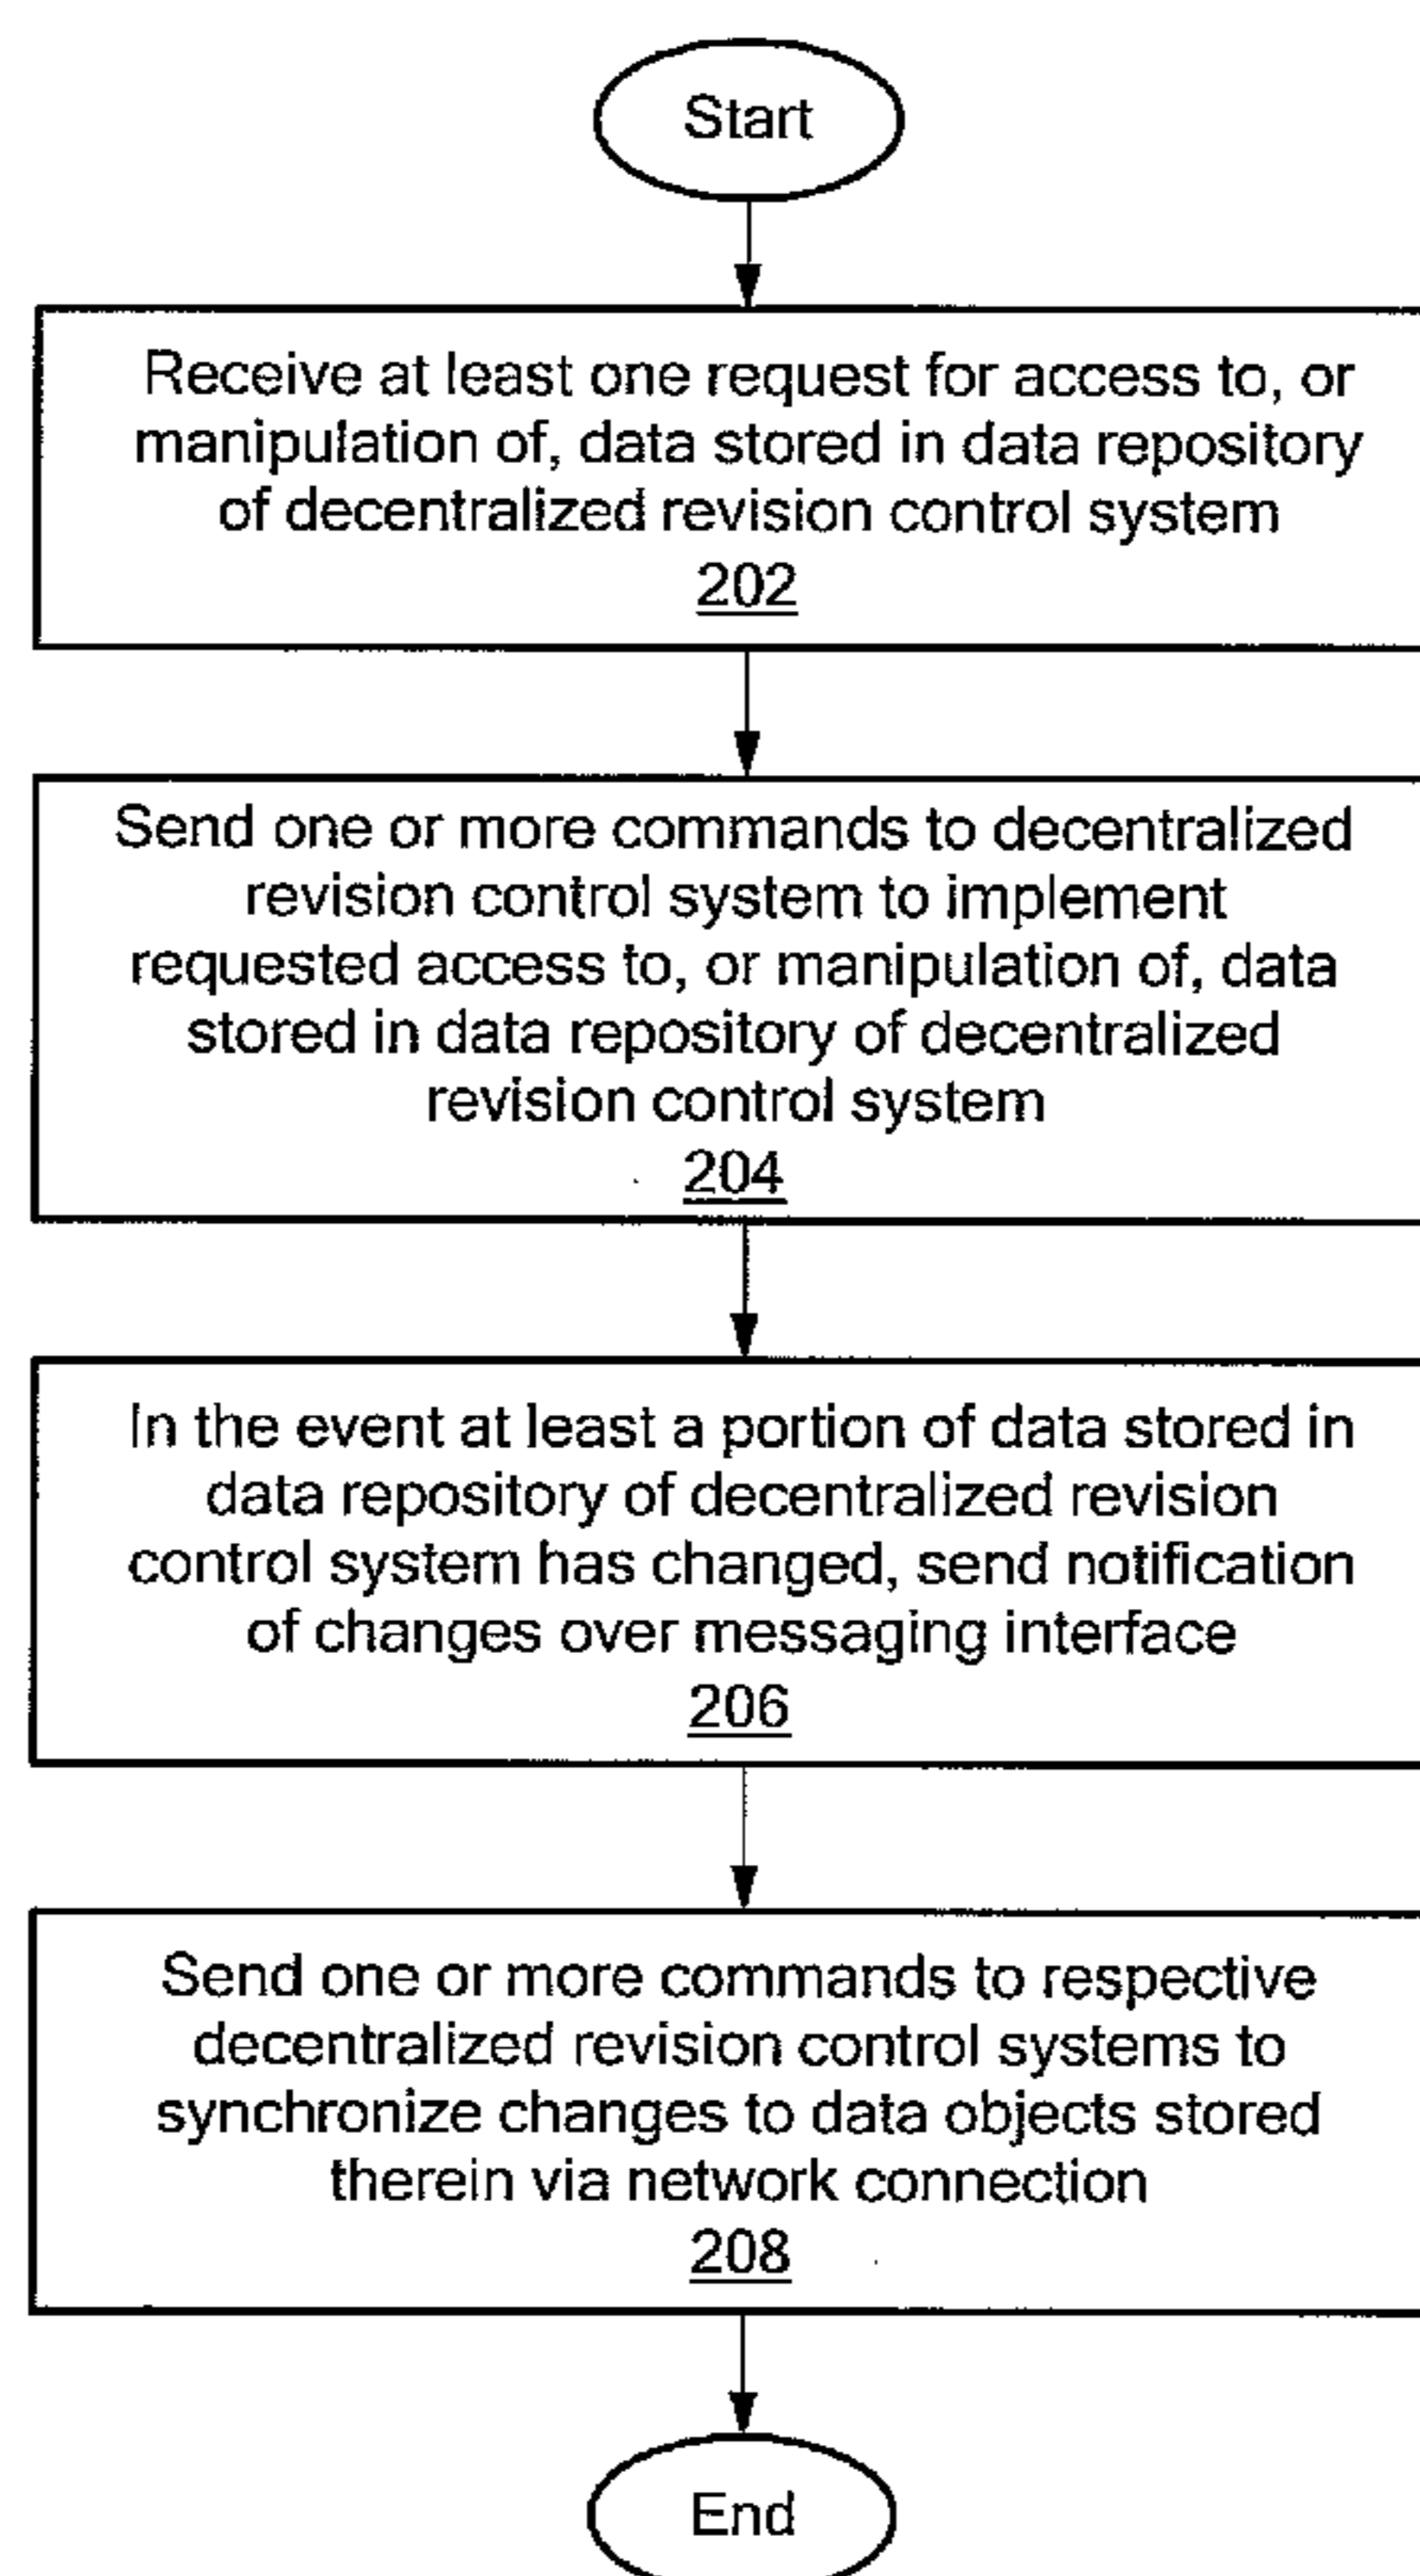 Start
Receive at least one request for access to, or
manipulation of, data stored in data repository
of decentralized revision control system
202
Send one or more commands to decentralized
revision control system to implement
requested access to, or manipulation of, data
stored in data repository of decentralized
revision control system
204
In the event at least a portion of data stored in
data repository of decentralized revision
control system has changed, send notification
of changes over messaging interface
206
Send one or more commands to respective
decentralized revision control systems to
synchronize changes to data objects stored
therein via network connection
208
End